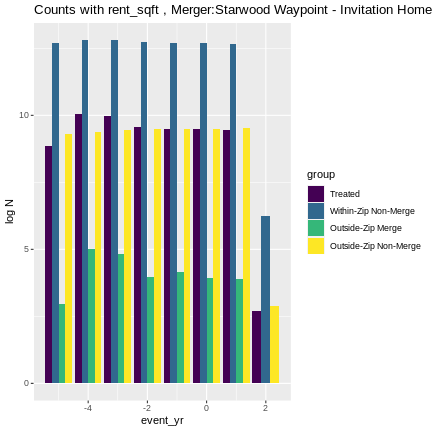 Counts with rent_sqft , Merger:Starwood Waypoint - Invitation Home
log N
10
5
0
-4
-2
0
2
event_yr
group
Treated
Within-Zip Non-Merge
Outside-Zip Merge
Outside-Zip Non-Merge